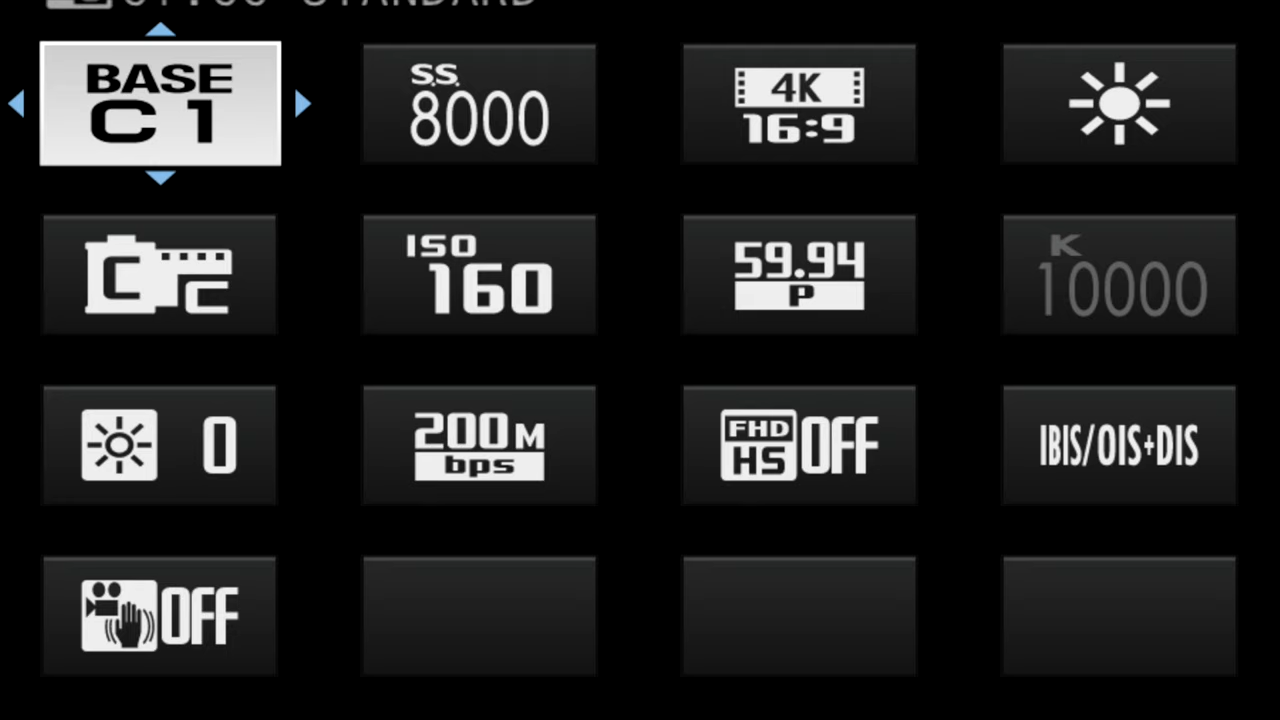 STANDARD
BASE
C 1
S.S.
8000
4K
16:9
C
C
ISO
160
59.94
P
K
10000
0
200M
bps
FHD
HS
OFF
IBIS/OIS+DIS
OFF